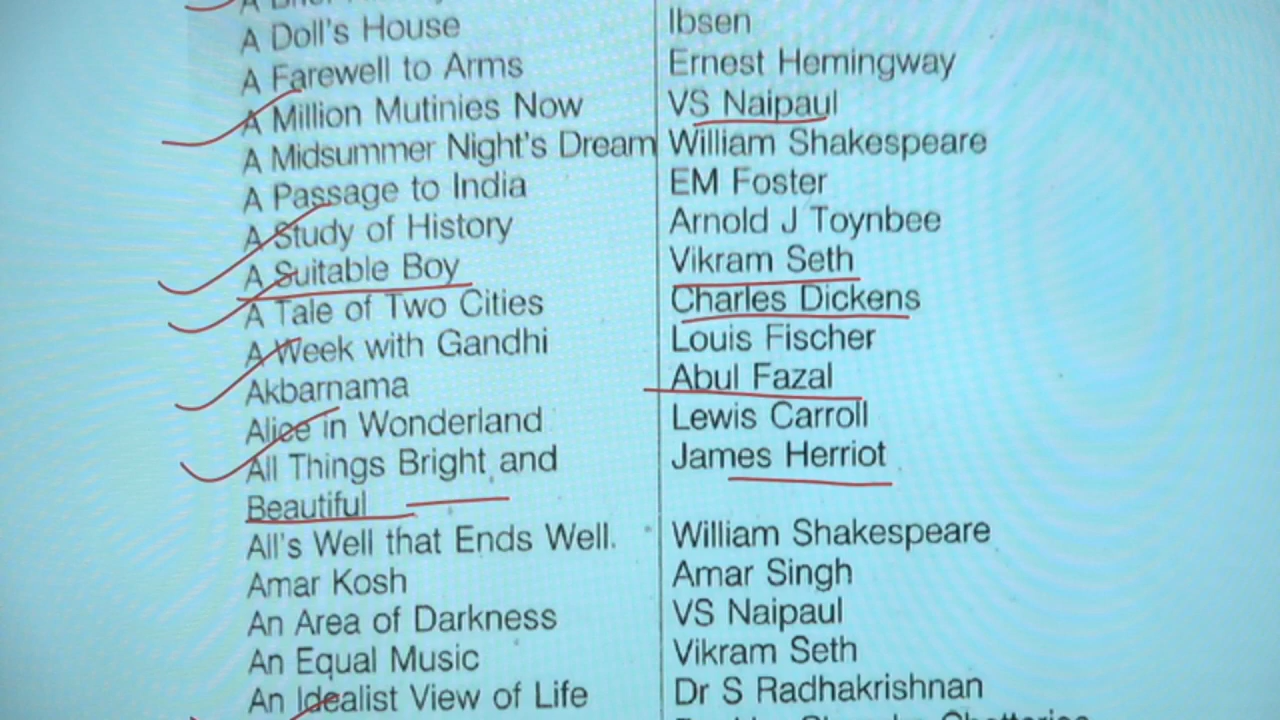 A Doll's House Ibsen
A Farewell to Arms Ernest Hemingway
A Million Mutinies Now VS Naipaul
A Midsummer Night's Dream William Shakespeare
A Passage to India EM Foster
A Study of History Arnold J Toynbee
A Suitable Boy Vikram Seth
A Tale of Two Cities Charles Dickens
A Week with Gandhi Louis Fischer
Akbarnama Abul Fazal
Alice in Wonderland Lewis Carroll
All Things Bright and James Herriot
Beautiful
All's Well that Ends Well. William Shakespeare
Amar Kosh Amar Singh
An Area of Darkness VS Naipaul
An Equal Music Vikram Seth
An Idealist View of Life Dr S Radhakrishnan